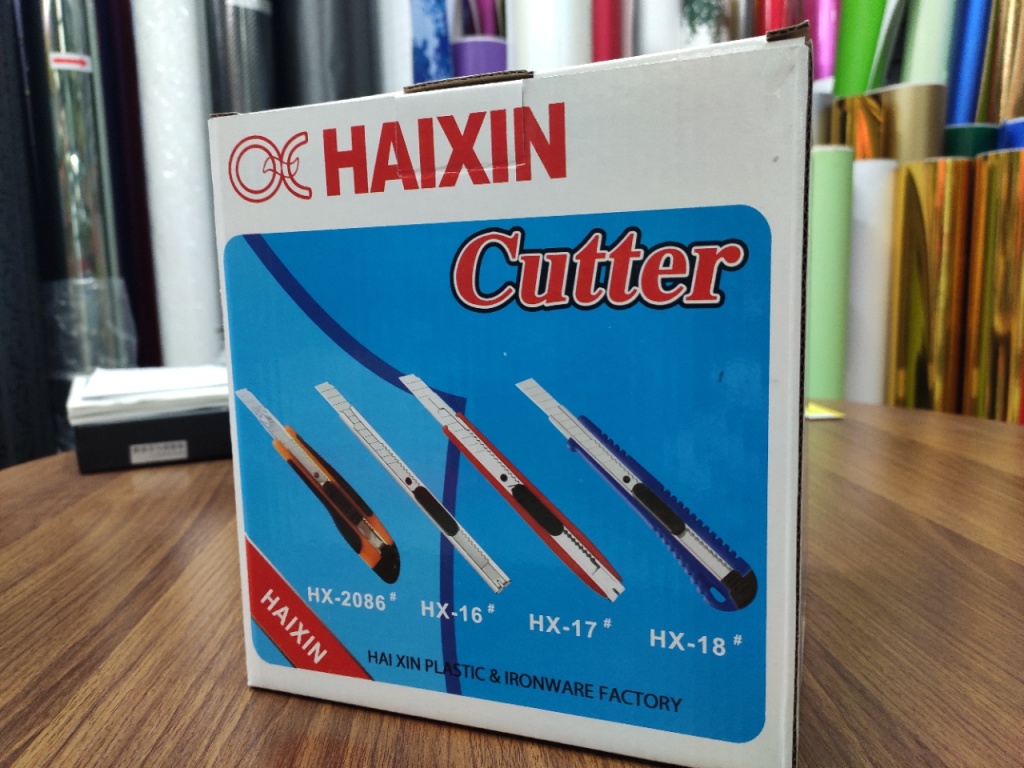 HAIXIN
Cutter
HX-2086#
HX-16#
HX-17#
HX-18#
HAIXIN
HAI XIN PLASTIC & IRONWARE FACTORY